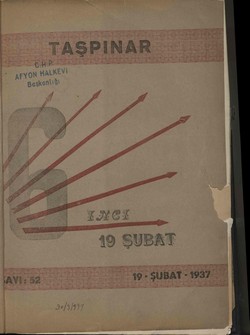 TAŞPINAR
C.H.P.
AFYON HALKEVİ
Başkanlığı
6
INCI
19 ŞUBAT
SAYI: 52
19 - ŞUBAT - 1937